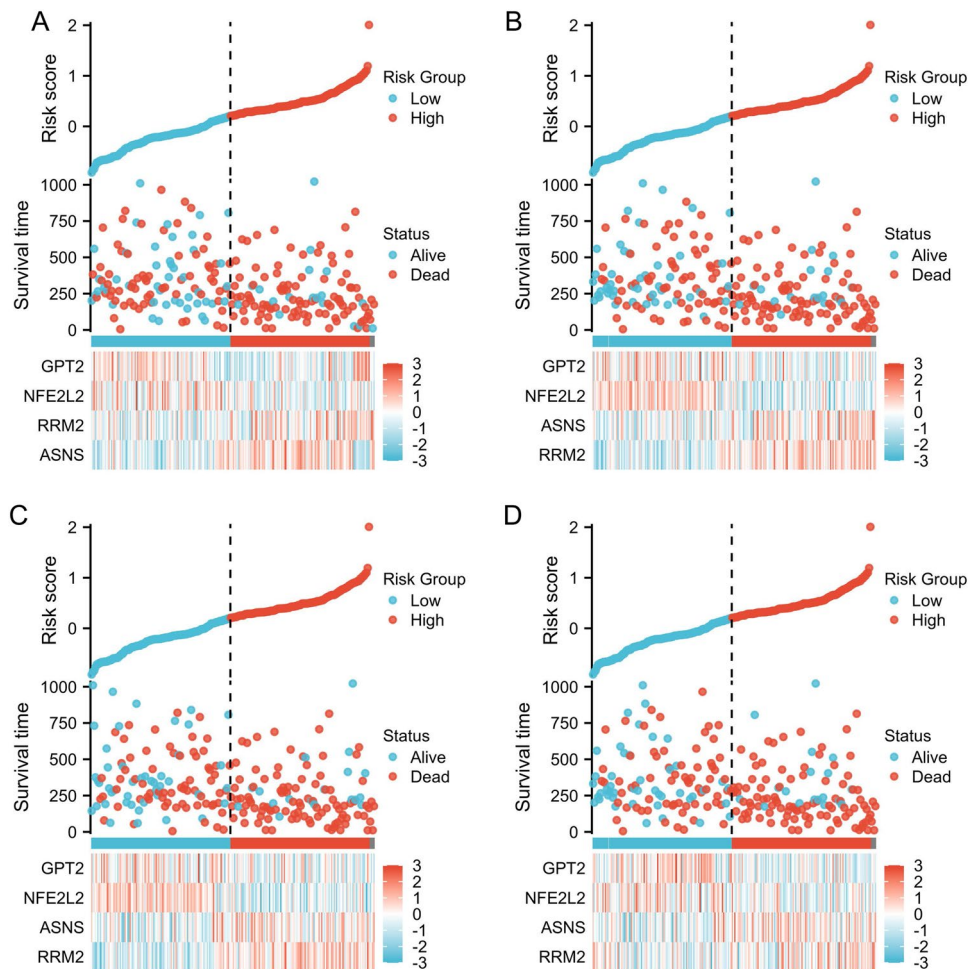 A
Risk score
2
1
0
Risk Group
Low
High
Survival time
1000
750
500
250
0
Status
Alive
Dead
GPT2
NFE2L2
RRM2
ASNS
3
2
1
0
-1
-2
-3
B
Risk score
2
1
0
Risk Group
Low
High
Survival time
1000
750
500
250
0
Status
Alive
Dead
GPT2
NFE2L2
ASNS
RRM2
3
2
1
0
-1
-2
-3
C
Risk score
2
1
0
Risk Group
Low
High
Survival time
1000
750
500
250
0
Status
Alive
Dead
GPT2
NFE2L2
ASNS
RRM2
3
2
1
0
-1
-2
-3
D
Risk score
2
1
0
Risk Group
Low
High
Survival time
1000
750
500
250
0
Status
Alive
Dead
GPT2
NFE2L2
ASNS
RRM2
3
2
1
0
-1
-2
-3